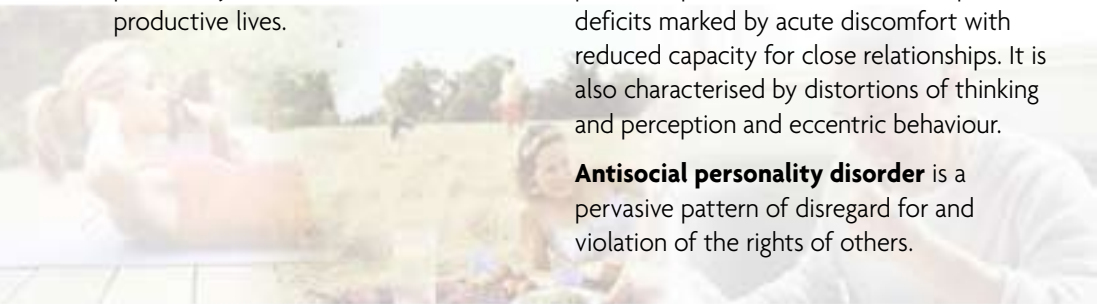 productive lives.
deficits marked by acute discomfort with
reduced capacity for close relationships. It is
also characterised by distortions of thinking
and perception and eccentric behaviour.
Antisocial personality disorder is a
pervasive pattern of disregard for and
violation of the rights of others.